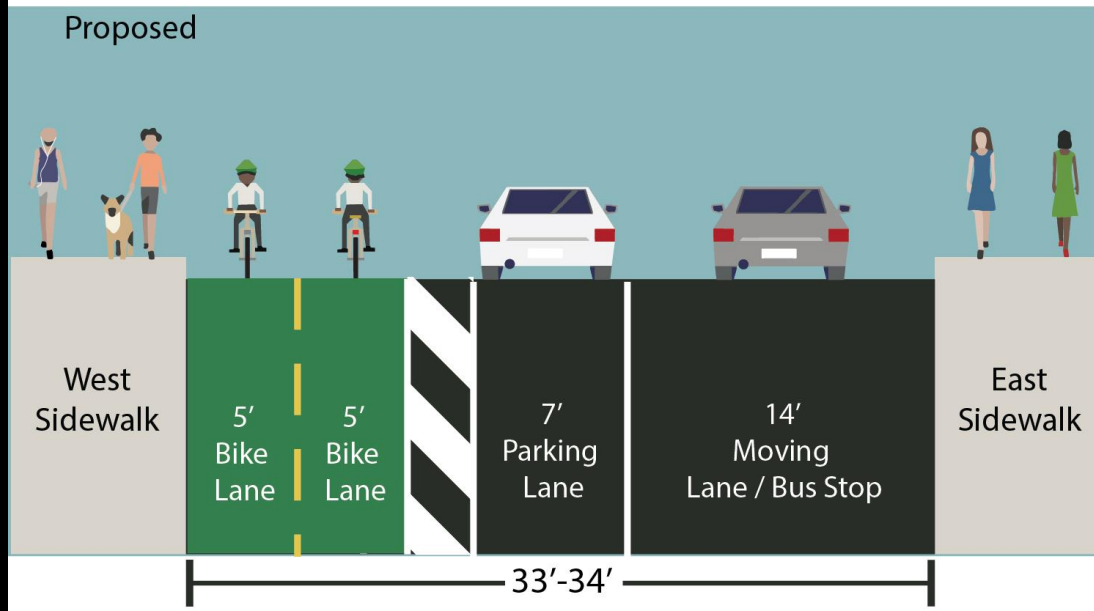 Proposed
West
Sidewalk
5′
Bike
Lane
5′
Bike
Lane
7′
Parking
Lane
14′
Moving
Lane / Bus Stop
East
Sidewalk
33′-34′